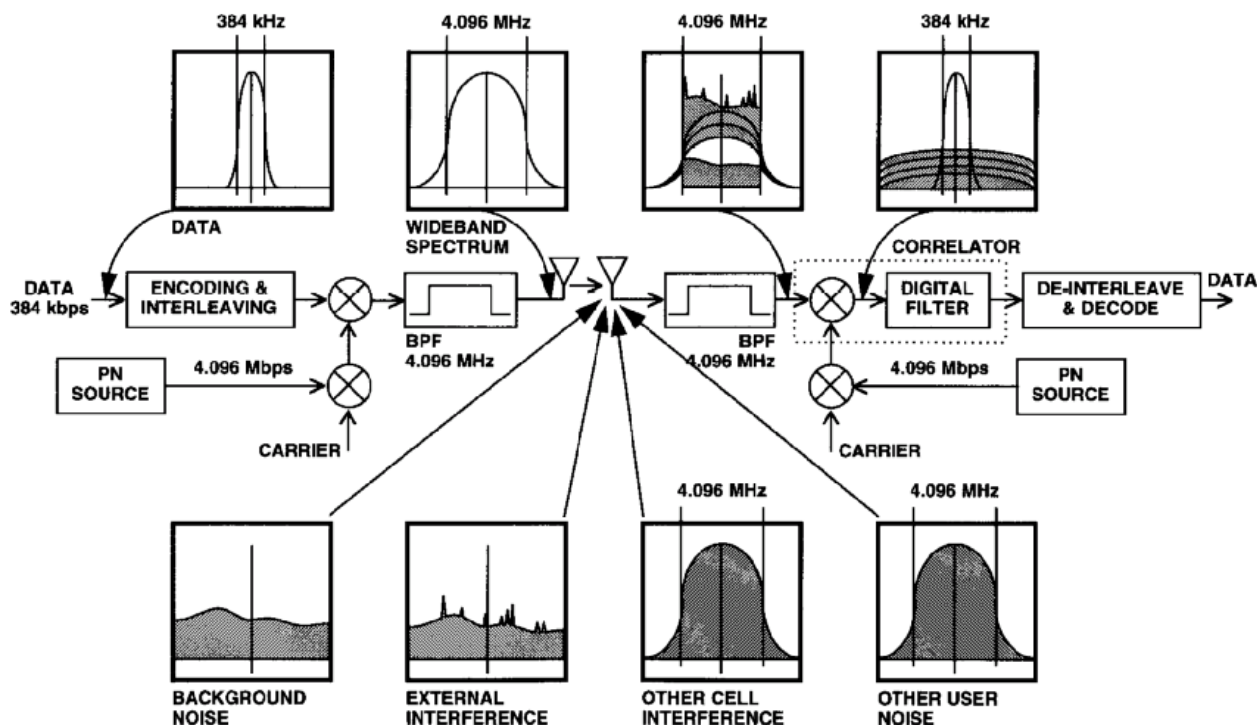 384 kHz
4.096 MHz
4.096 MHz
384 kHz
DATA
WIDEBAND
SPECTRUM
CORRELATOR
DATA
384 kbps
ENCODING &
INTERLEAVING
BPF
4.096 MHz
BPF
4.096 MHz
DIGITAL
FILTER
DE-INTERLEAVE
& DECODE
DATA
PN
SOURCE
4.096 Mbps
CARRIER
4.096 Mbps
PN
SOURCE
CARRIER
4.096 MHz
4.096 MHz
BACKGROUND
NOISE
EXTERNAL
INTERFERENCE
OTHER CELL
INTERFERENCE
OTHER USER
NOISE